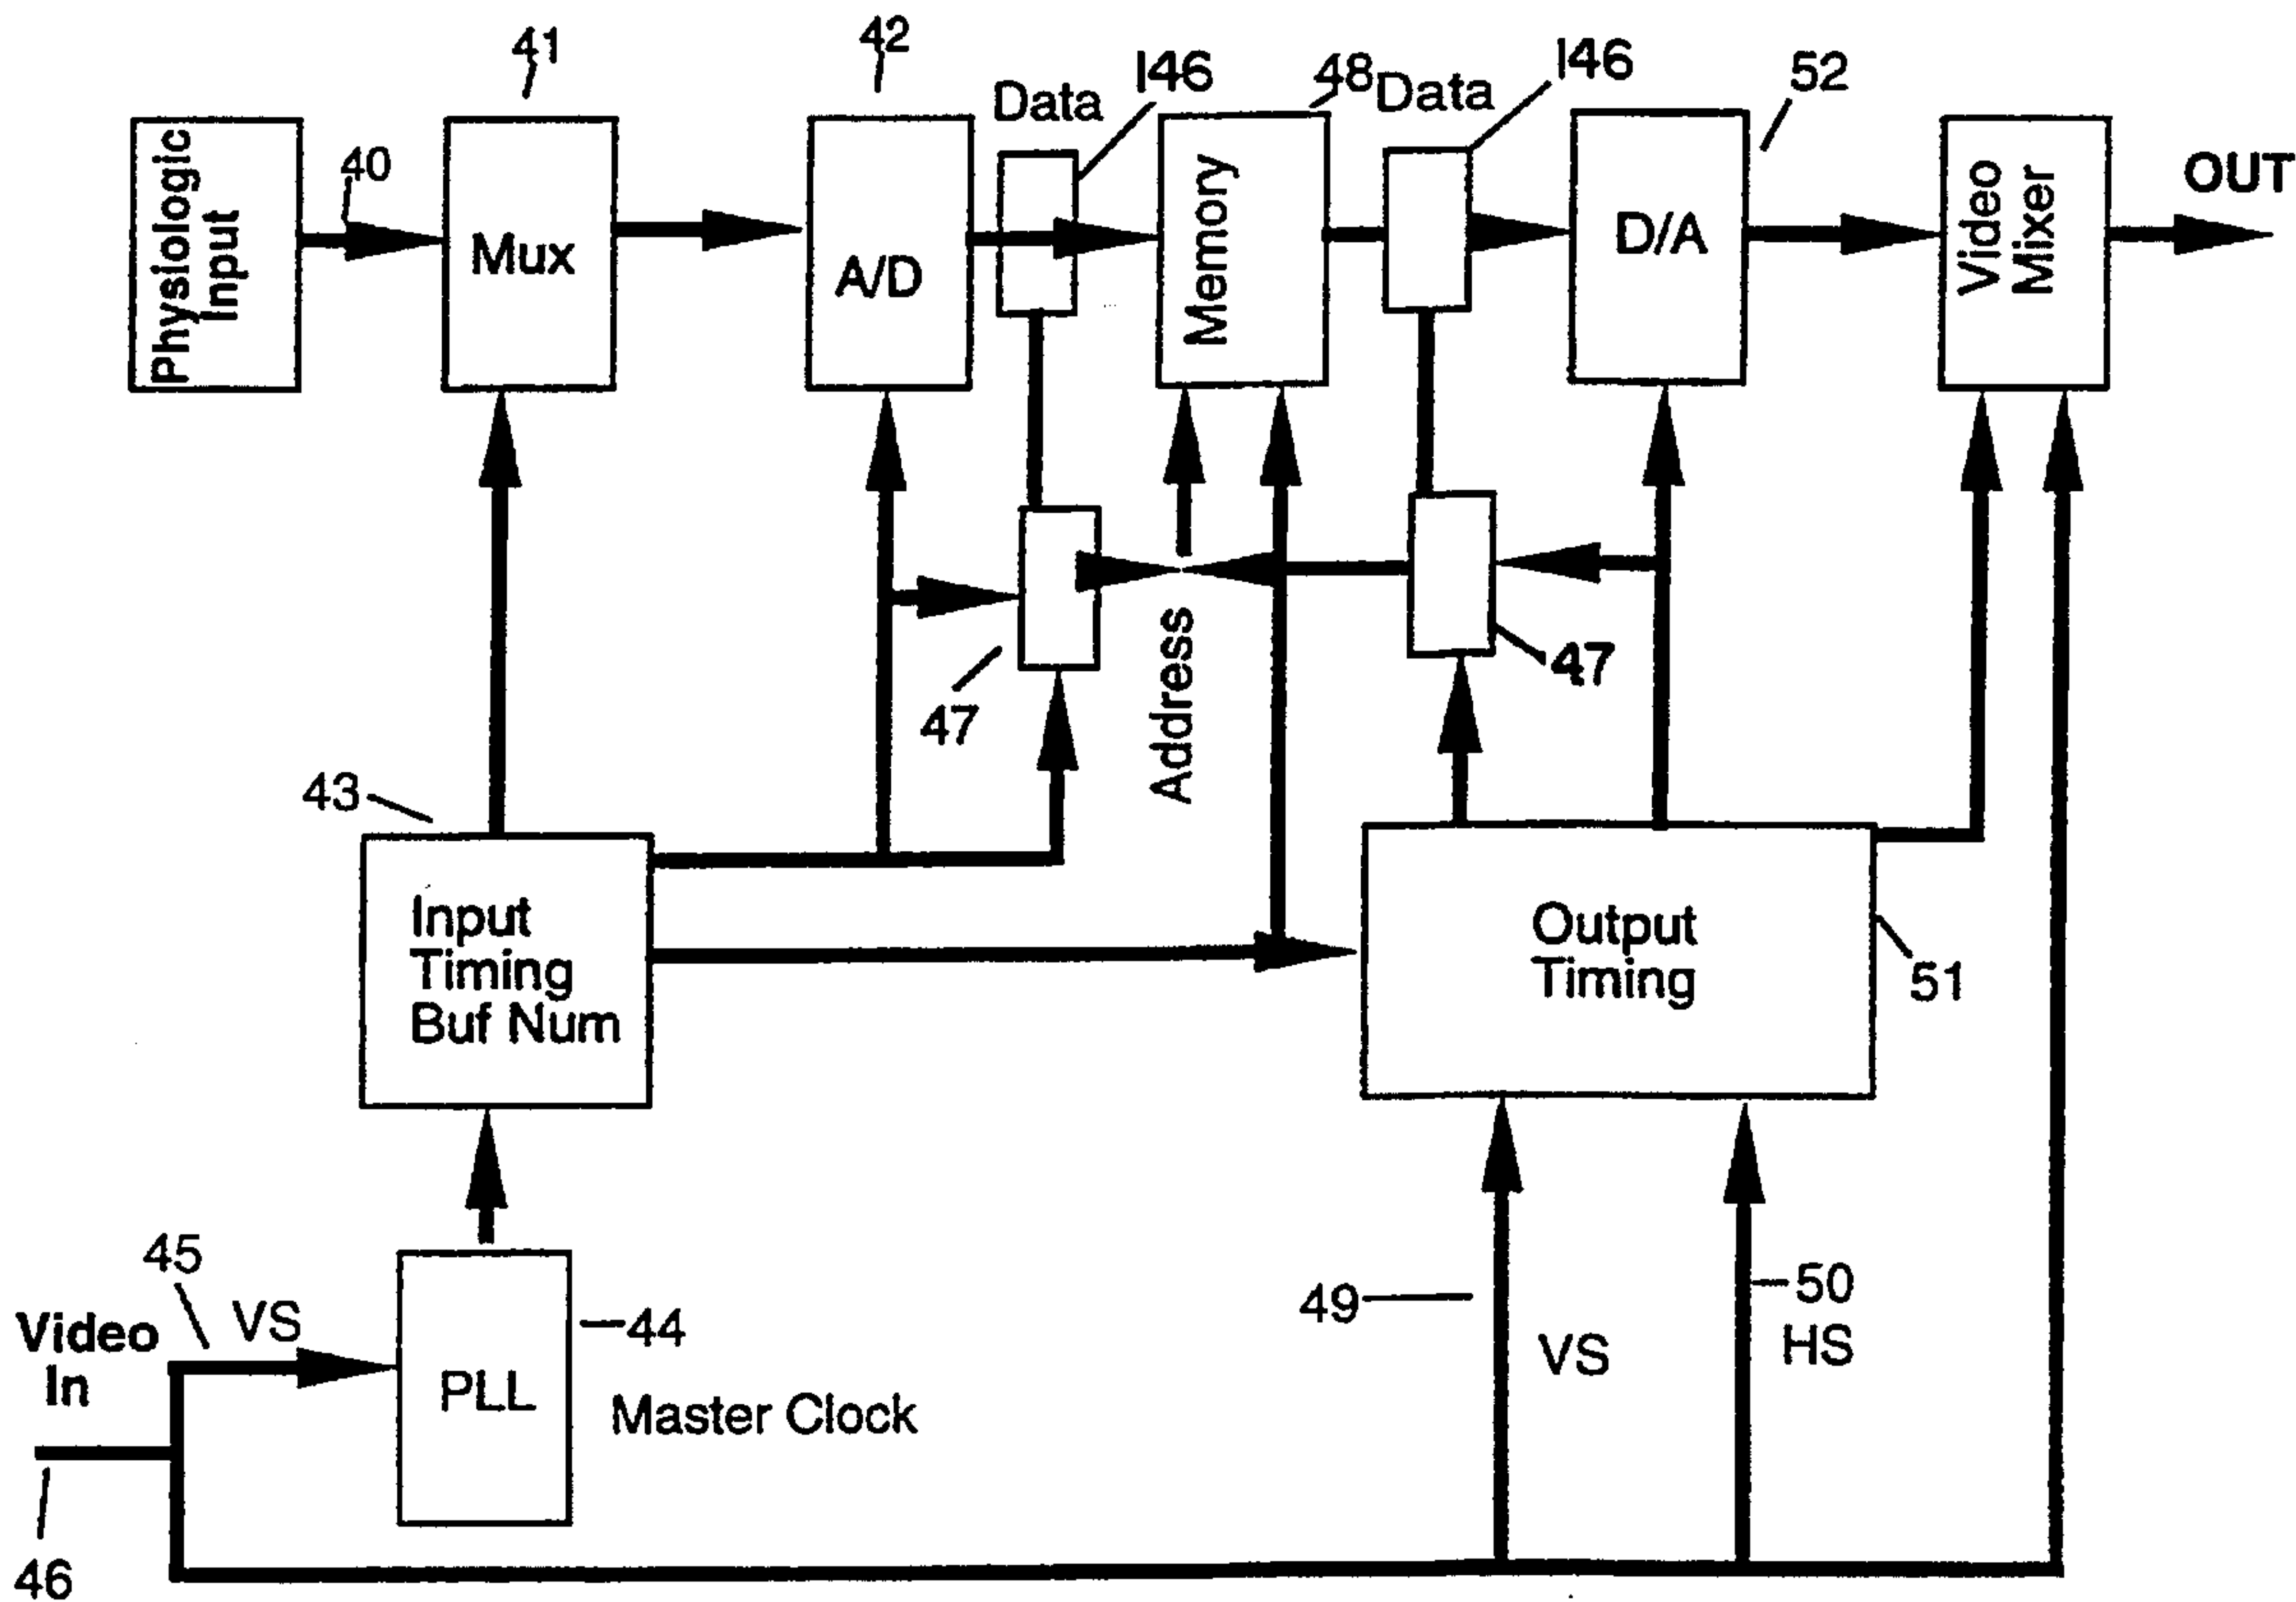 41
42
Data
146
48
Data
146
52
Physiologic
Input
40
Mux
A/D
Memory
D/A
Video
Mixer
OUT
47
Address
47
43
Input
Timing
Buf Num
Output
Timing
51
45
VS
Video
In
PLL
44
Master Clock
46
49
VS
50
HS